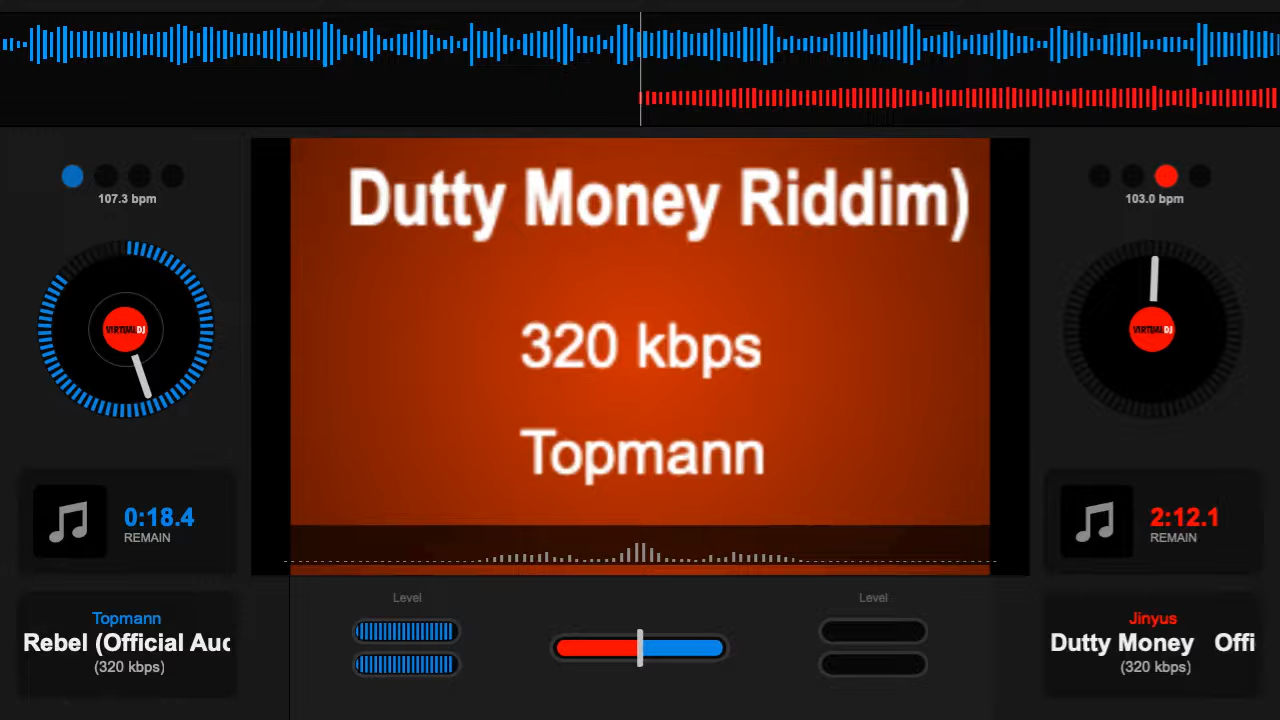 Dutty Money Riddim)
320 kbps
Topmann
107.3 bpm
103.0 bpm
VIRTUALDJ
VIRTUALDJ
0:18.4
REMAIN
2:12.1
REMAIN
Topmann
Rebel (Official Auc
(320 kbps)
Level
Level
Jinyus
Dutty Money Offi
(320 kbps)